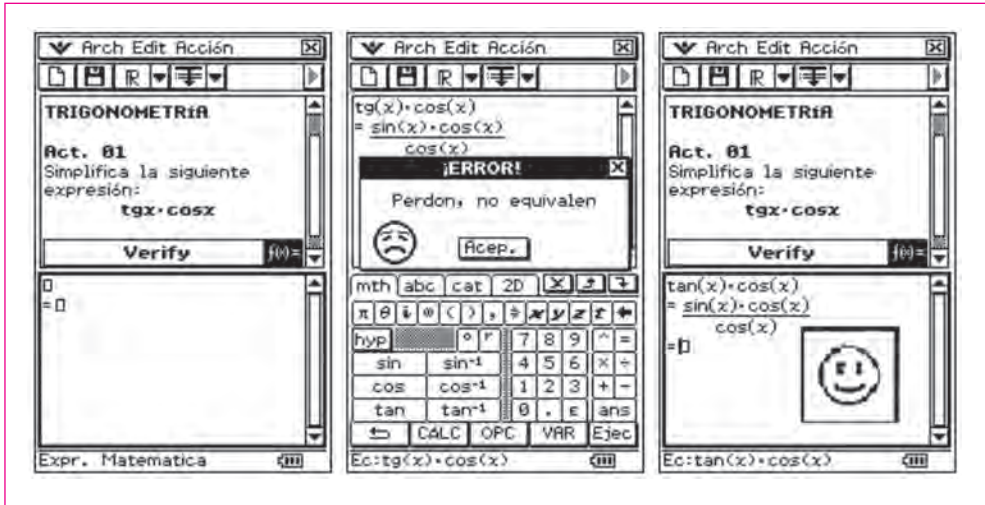 Arch Edit Acción
TRIGONOMETRíA
Act. 01
Simplifica la siguiente
expresión:
tgx·cosx
Verify
f(x)=
=
Expr. Matematica
Arch Edit Acción
tg(x)·cos(x)
= sin(x)·cos(x)
cos(x)
¡ERROR!
Perdon, no equivalen
Acep.
mth abc cat 2D
π θ i ∞ ( ) , x y z t
hyp ° r 7 8 9 ^ =
sin sin⁻¹ 4 5 6 × ÷
cos cos⁻¹ 1 2 3 + −
tan tan⁻¹ 0 . E ans
CALC OPC VAR Ejec
Ec:tg(x)·cos(x)
Arch Edit Acción
TRIGONOMETRíA
Act. 01
Simplifica la siguiente
expresión:
tgx·cosx
Verify
f(x)=
tan(x)·cos(x)
= sin(x)·cos(x)
cos(x)
=
Ec:tan(x)·cos(x)